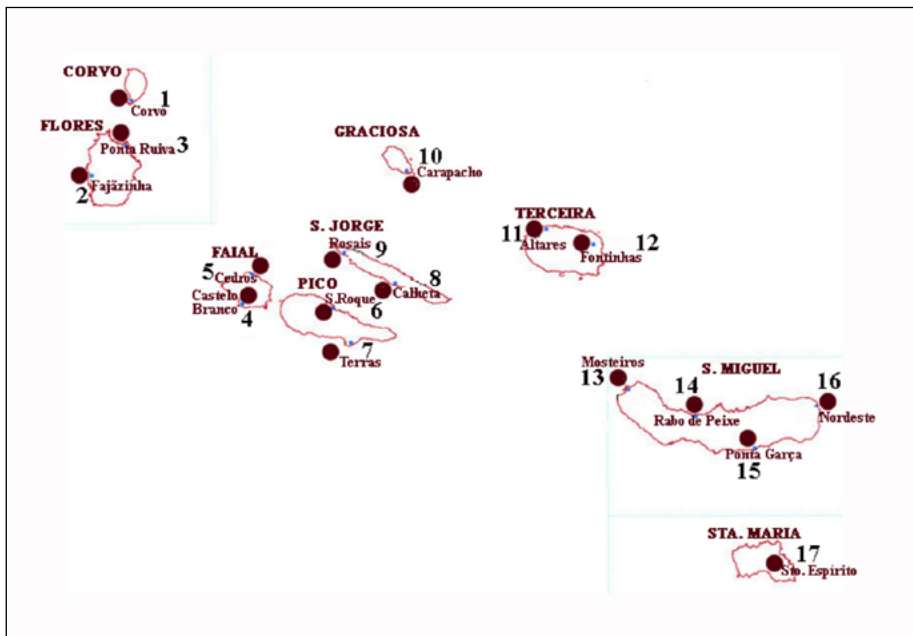 CORVO
1
Corvo
FLORES
Ponta Ruiva 3
2 Fajãzinha
GRACIOSA
10
Carapacho
S. JORGE
Rosais 9
8
Calheta
TERCEIRA
11 Altares
12
Fontinhas
FAIAL
5 Cedros
Castelo
Branco 4
PICO
S.Roque 6
7
Terras
Mosteiros
13
S. MIGUEL
14
Rabo de Peixe
16
Nordeste
Ponta Garça
15
STA. MARIA
17
Sto. Espírito